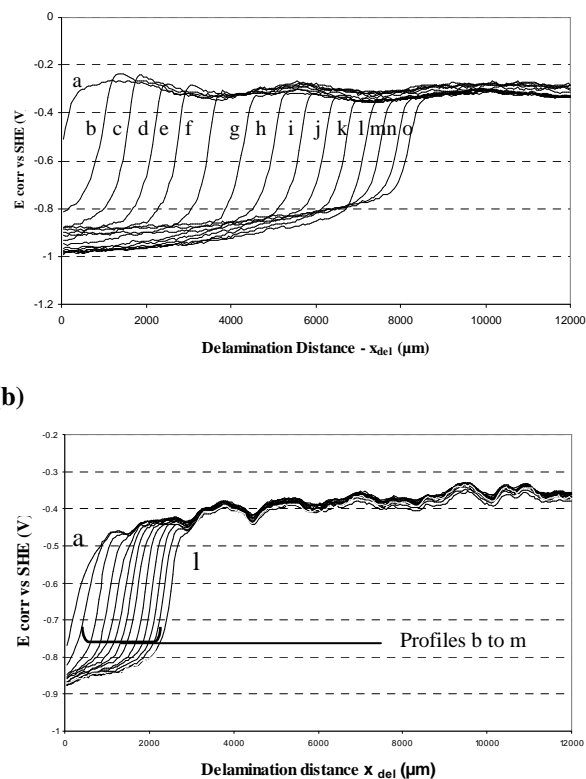 0
-0.2
-0.4
-0.6
-0.8
-1
-1.2
E corr vs SHE (V
a
b
c
d
e
f
g
h
i
j
k
l
m
n
o
0
2000
4000
6000
8000
10000
12000
Delamination Distance - xdel (µm)
b)
-0.2
-0.3
-0.4
-0.5
-0.6
-0.7
-0.8
-0.9
-1
E corr vs SHE (V)
a
l
Profiles b to m
0
2000
4000
6000
8000
10000
12000
Delamination distance x del (µm)